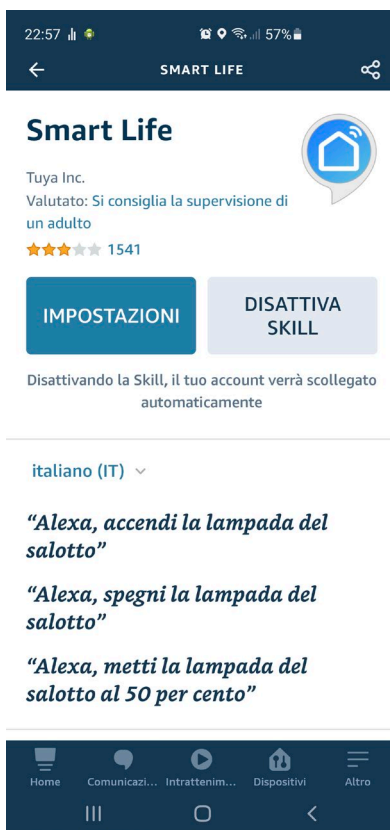 22:57 57%
SMART LIFE
Smart Life
Tuya Inc.
Valutato: Si consiglia la supervisione di
un adulto
1541
IMPOSTAZIONI
DISATTIVA
SKILL
Disattivando la Skill, il tuo account verrà scollegato
automaticamente
italiano (IT)
“Alexa, accendi la lampada del
salotto”
“Alexa, spegni la lampada del
salotto”
“Alexa, metti la lampada del
salotto al 50 per cento”
Home Comunicazi... Intrattenim... Dispositivi Altro